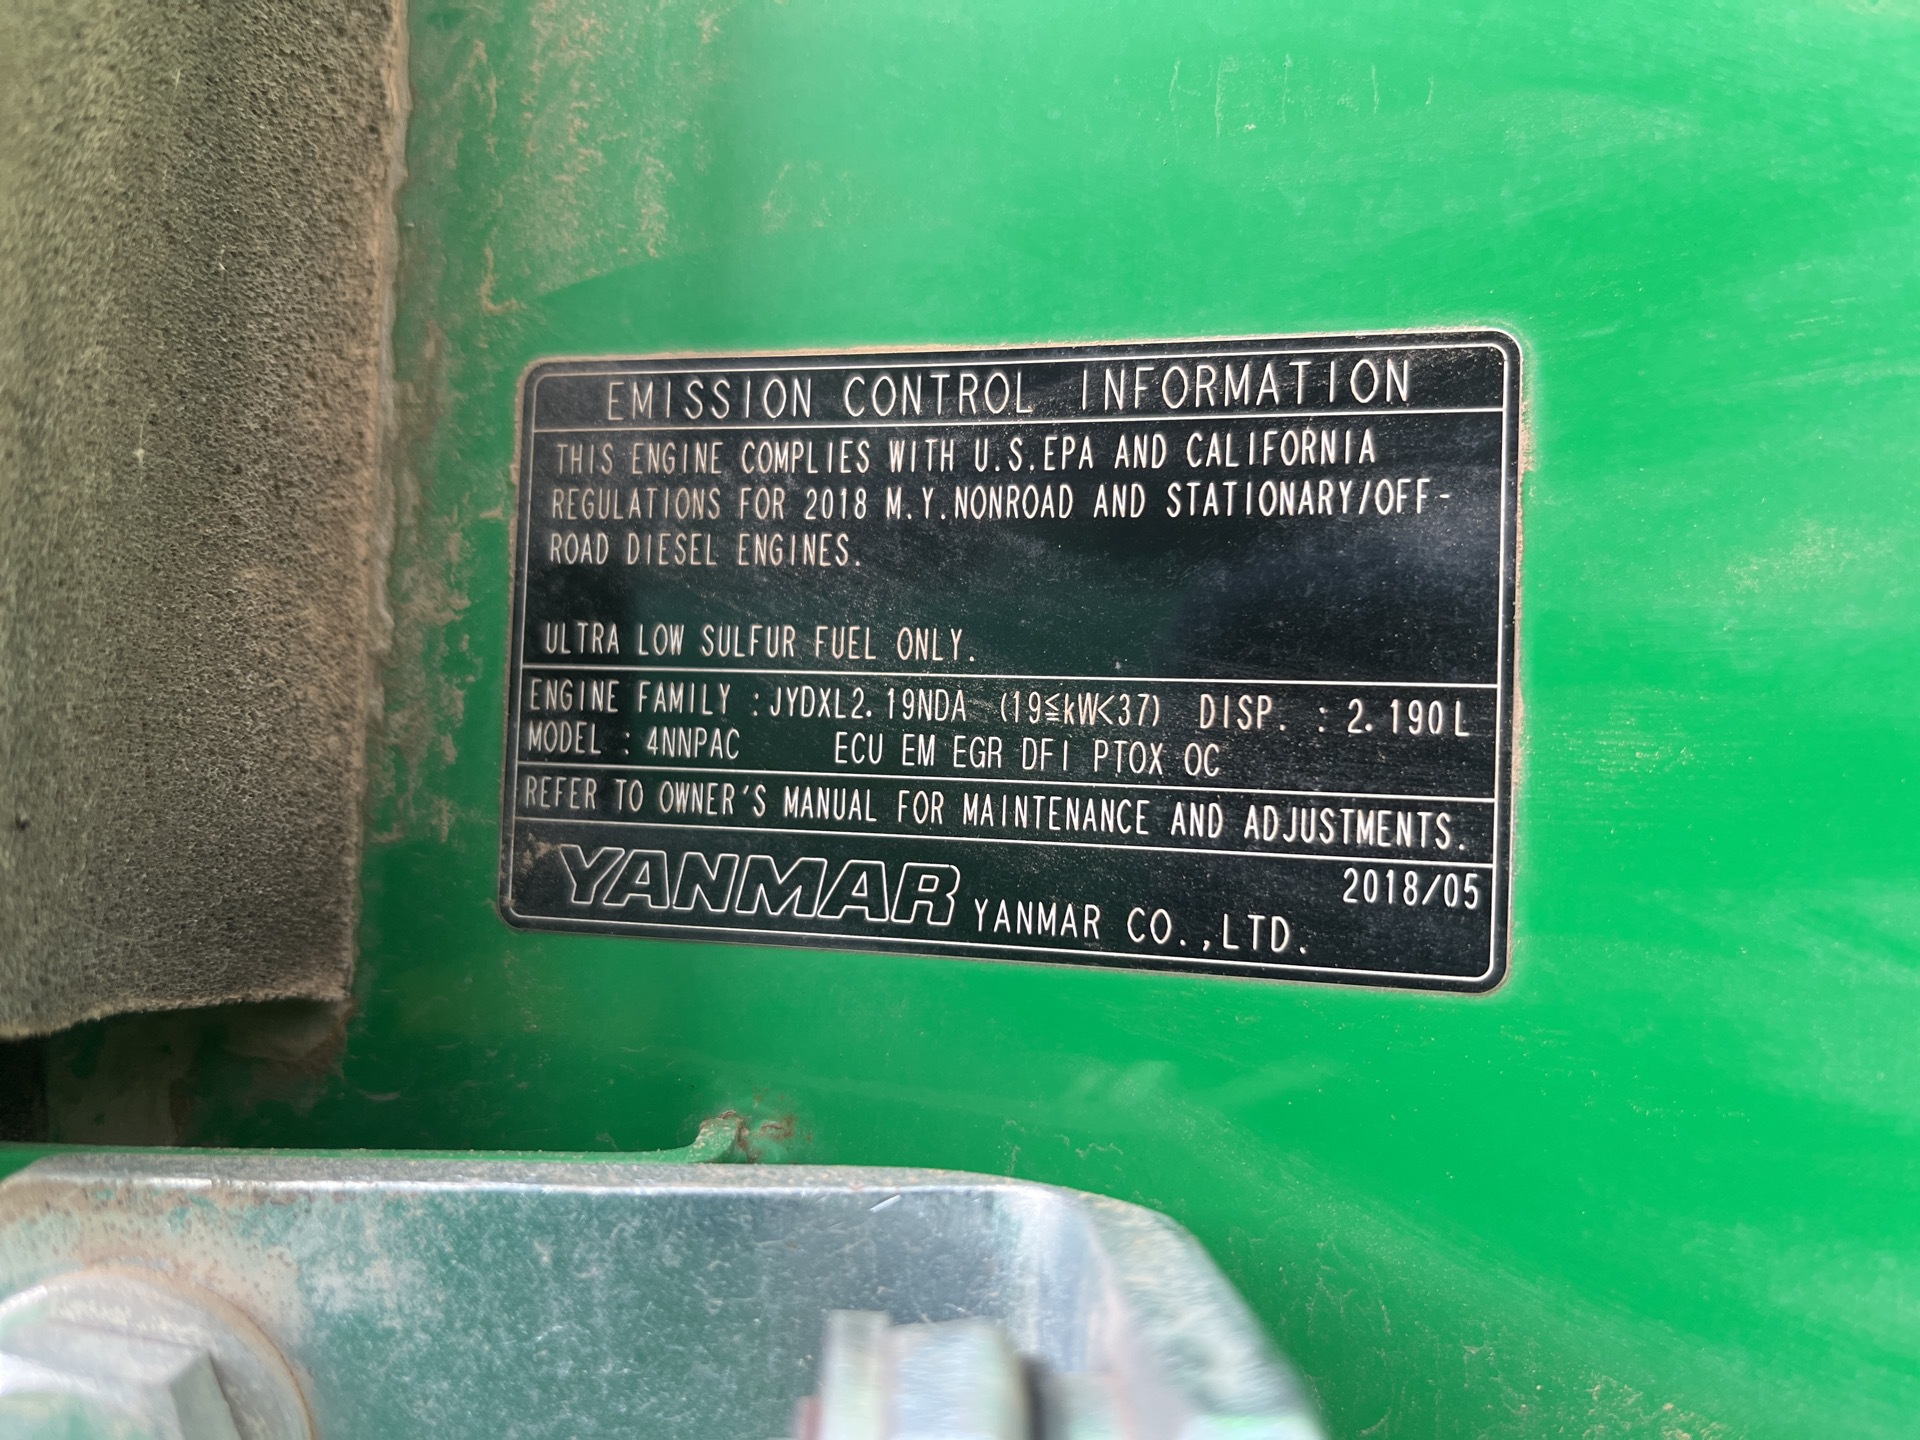 EMISSION CONTROL INFORMATION
THIS ENGINE COMPLIES WITH U.S.EPA AND CALIFORNIA
REGULATIONS FOR 2018 M.Y.NONROAD AND STATIONARY/OFF-
ROAD DIESEL ENGINES.
ULTRA LOW SULFUR FUEL ONLY.
ENGINE FAMILY : JYDXL2.19NDA (19≦kW<37) DISP. : 2.190L
MODEL : 4NNPAC ECU EM EGR DFI PTOX OC
REFER TO OWNER'S MANUAL FOR MAINTENANCE AND ADJUSTMENTS.
2018/05
YANMAR YANMAR CO.,LTD.